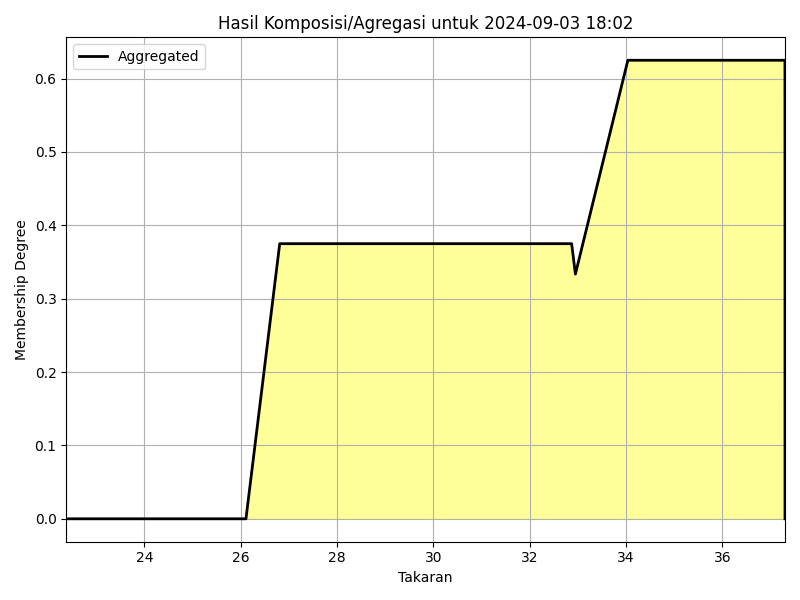 Hasil Komposisi/Agregasi untuk 2024-09-03 18:02
Aggregated
Membership Degree
0.6
0.5
0.4
0.3
0.2
0.1
0.0
24 26 28 30 32 34 36
Takaran